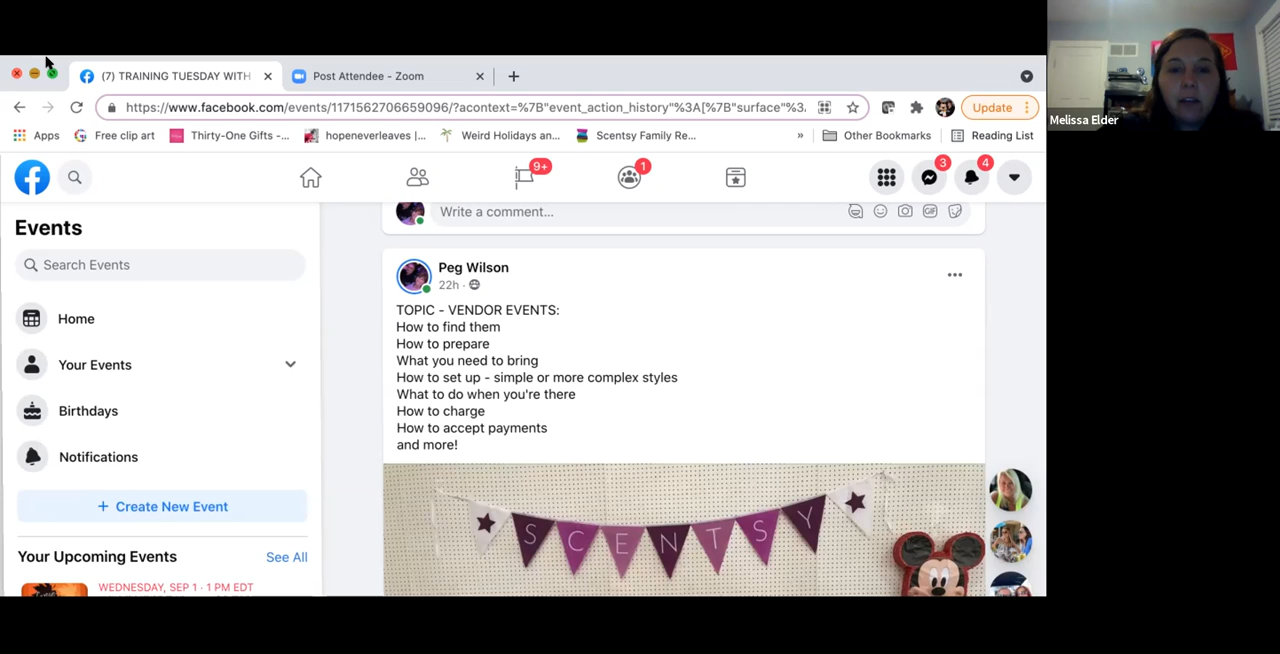 (7) TRAINING TUESDAY WITH
Post Attendee - Zoom
https://www.facebook.com/events/1171562706659096/?acontext=%7B"event_action_history"%3A[%7B"surface"%3.
Update
Apps
Free clip art
Thirty-One Gifts -...
hopeneverleaves |...
Weird Holidays an...
Scentsy Family Re...
»
Other Bookmarks
Reading List
Melissa Elder
9+
1
3
4
Events
Search Events
Home
Your Events
Birthdays
Notifications
+ Create New Event
Your Upcoming Events
See All
WEDNESDAY, SEP 1 · 1 PM EDT
Write a comment...
GIF
Peg Wilson
22h ·
TOPIC - VENDOR EVENTS:
How to find them
How to prepare
What you need to bring
How to set up - simple or more complex styles
What to do when you're there
How to charge
How to accept payments
and more!
SCENTSY